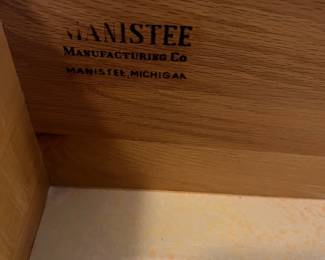 MANISTEE
MANUFACTURING CO
MANISTEE, MICHIGAN